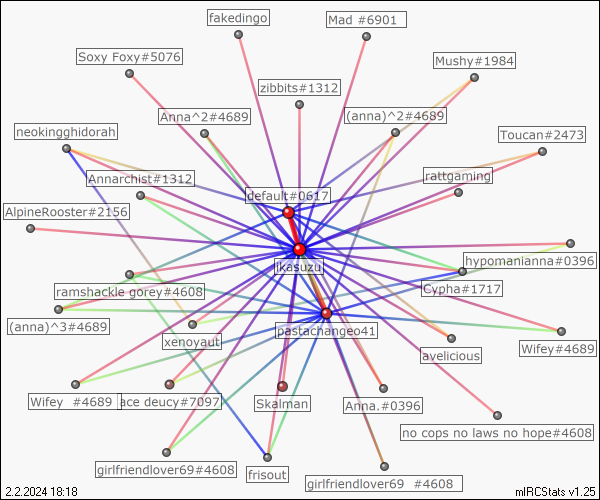 fakedingo
Mad #6901
Soxy Foxy#5076
Mushy#1984
zibbits#1312
Anna^2#4689
(anna)^2#4689
neokingghidorah
Toucan#2473
Annarchist#1312
rattgaming
default#0617
AlpineRooster#2156
jkasuzu
hypomanianna#0396
ramshackle gorey#4608
Cypha#1717
(anna)^3#4689
pastachangeo41
xenoyaut
ayelicious
Wifey#4689
Wifey #4689
ace deucy#7097
Skalman
Anna.#0396
no cops no laws no hope#4608
girlfriendlover69#4608
frisout
girlfriendlover69 #4608
2.2.2024 18:18
mIRCStats v1.25